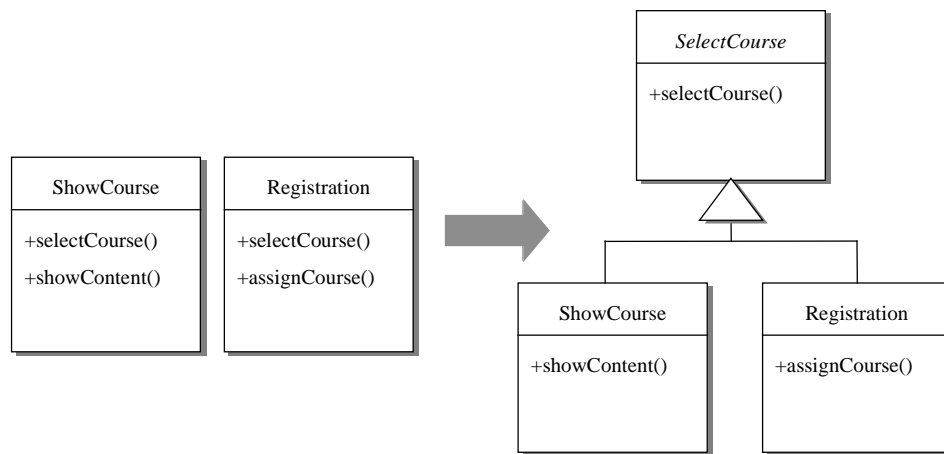 SelectCourse
+selectCourse()
ShowCourse
+selectCourse()
+showContent()
Registration
+selectCourse()
+assignCourse()
ShowCourse
+showContent()
Registration
+assignCourse()